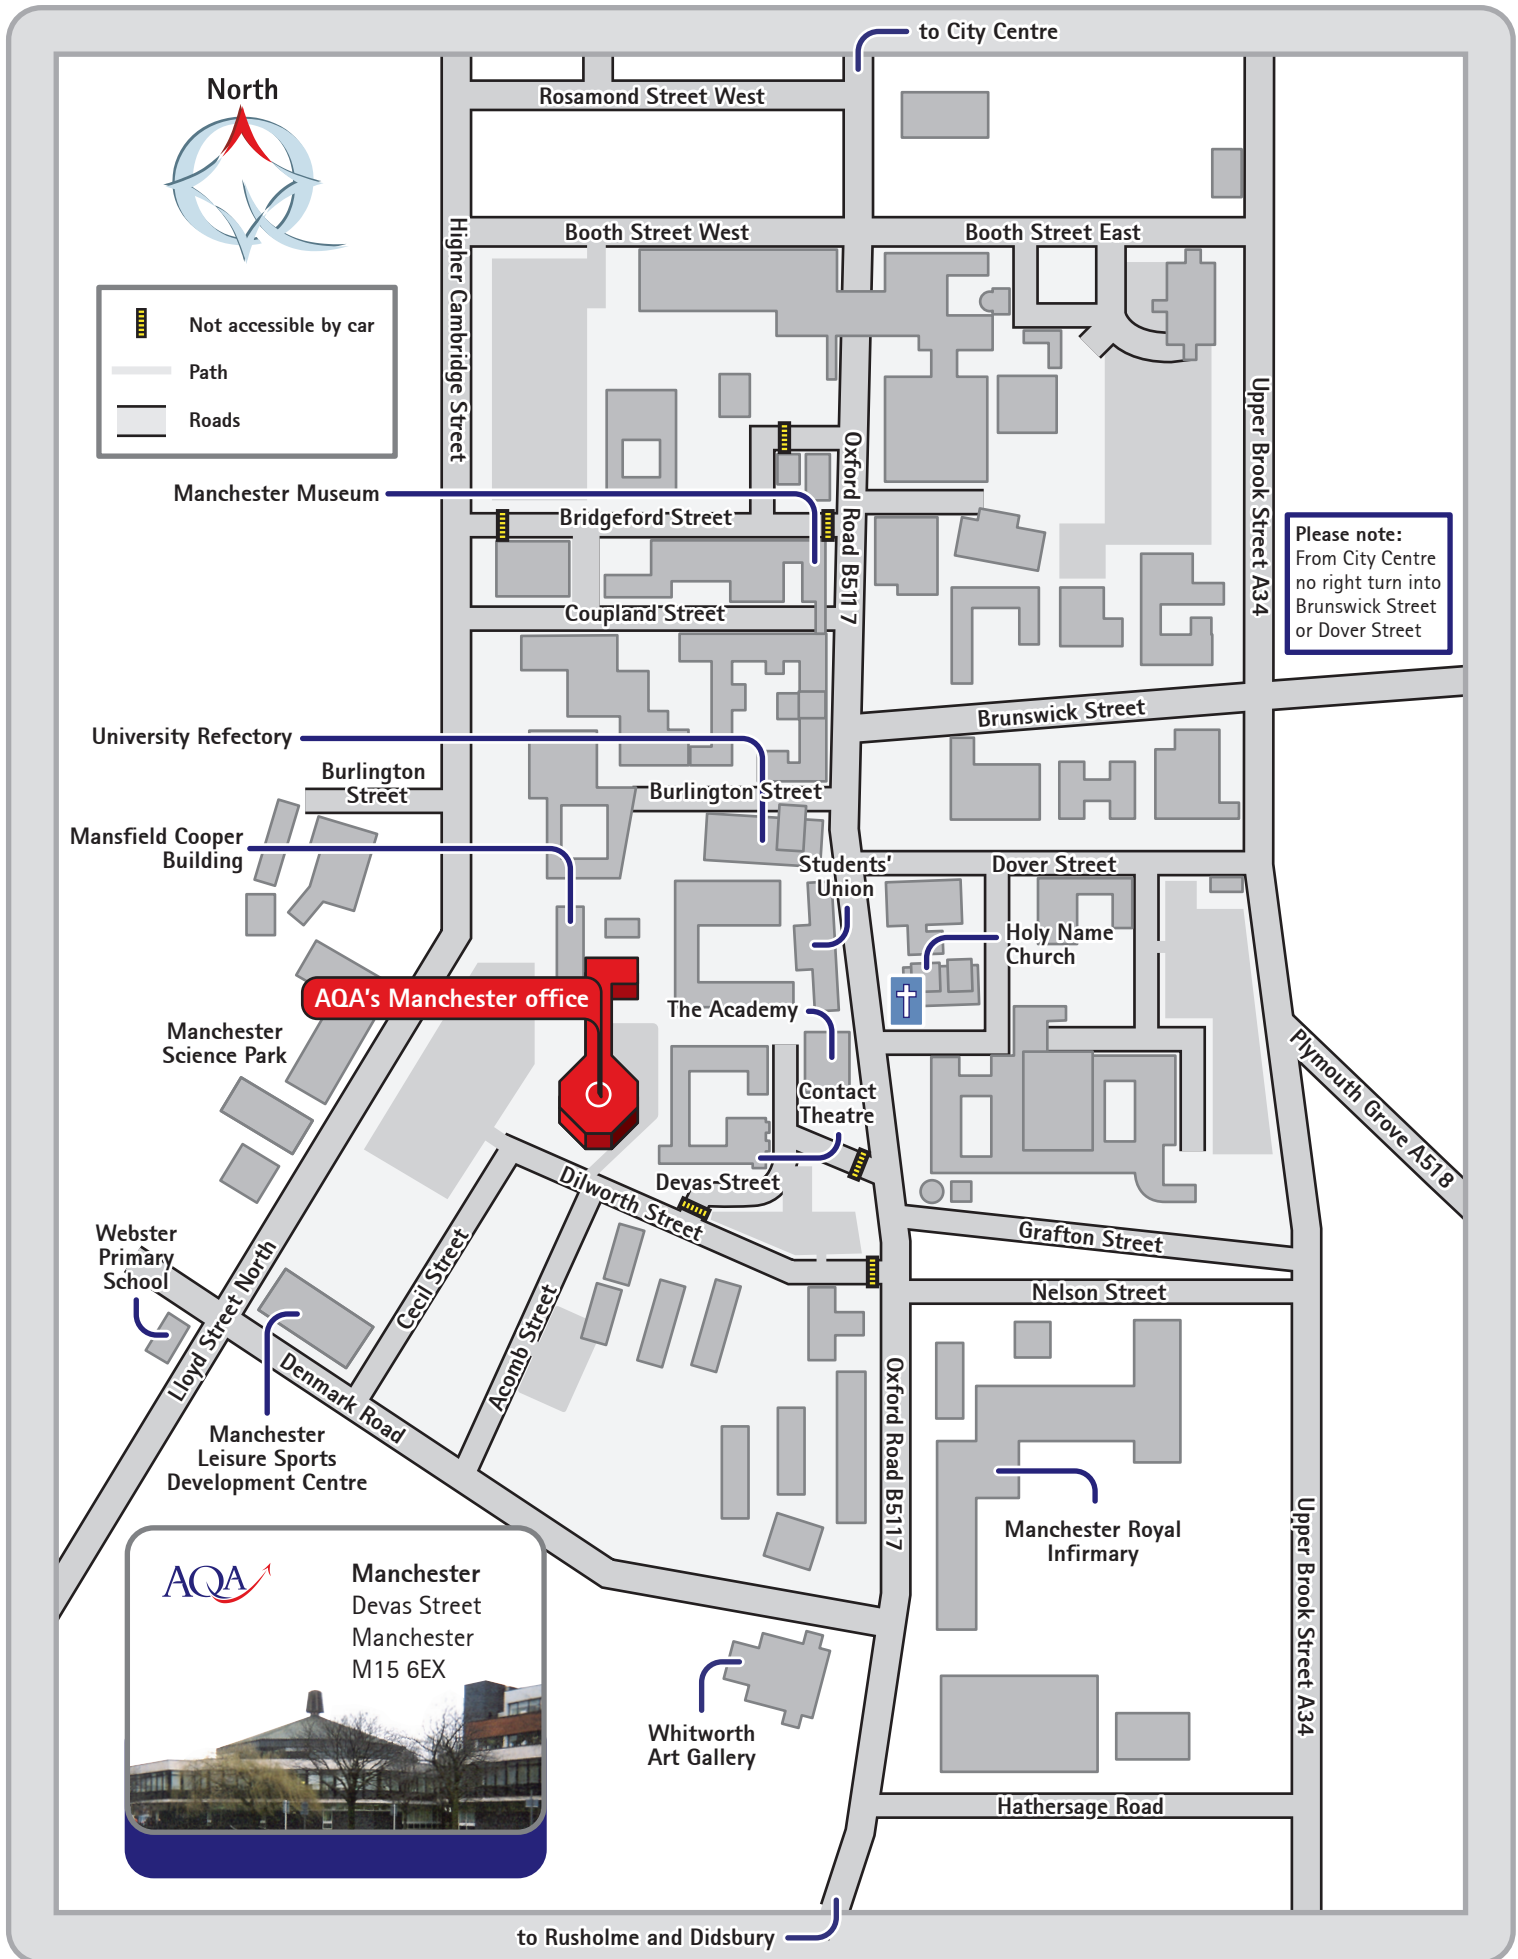 to City Centre
North
Rosamond Street West
Booth Street West
Booth Street East
Higher Cambridge Street
Not accessible by car
Path
Roads
Upper Brook Street A34
Oxford Road B5117
Manchester Museum
Bridgeford Street
Please note:
From City Centre
no right turn into
Brunswick Street
or Dover Street
Coupland Street
Brunswick Street
University Refectory
Burlington
Street
Burlington Street
Mansfield Cooper
Building
Students'
Union
Dover Street
Holy Name
Church
AQA's Manchester office
The Academy
Manchester
Science Park
Plymouth Grove A518
Contact
Theatre
Devas Street
Dilworth Street
Grafton Street
Webster
Primary
School
Lloyd Street North
Cecil Street
Acomb Street
Nelson Street
Denmark Road
Oxford Road B5117
Manchester
Leisure Sports
Development Centre
Manchester Royal
Infirmary
Upper Brook Street A34
AQA
Manchester
Devas Street
Manchester
M15 6EX
Whitworth
Art Gallery
Hathersage Road
to Rusholme and Didsbury